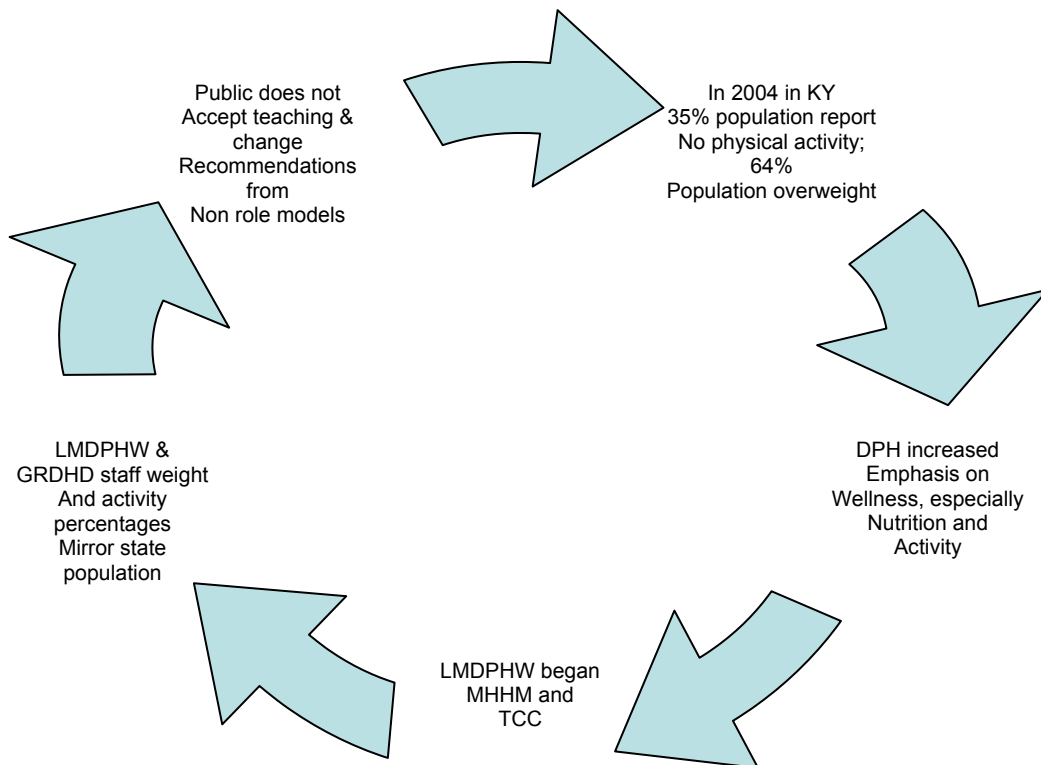 Public does not
Accept teaching &
change
Recommendations
from
Non role models
In 2004 in KY
35% population report
No physical activity;
64%
Population overweight
DPH increased
Emphasis on
Wellness, especially
Nutrition and
Activity
LMDPHW began
MHHM and
TCC
LMDPHW &
GRDHD staff weight
And activity
percentages
Mirror state
population